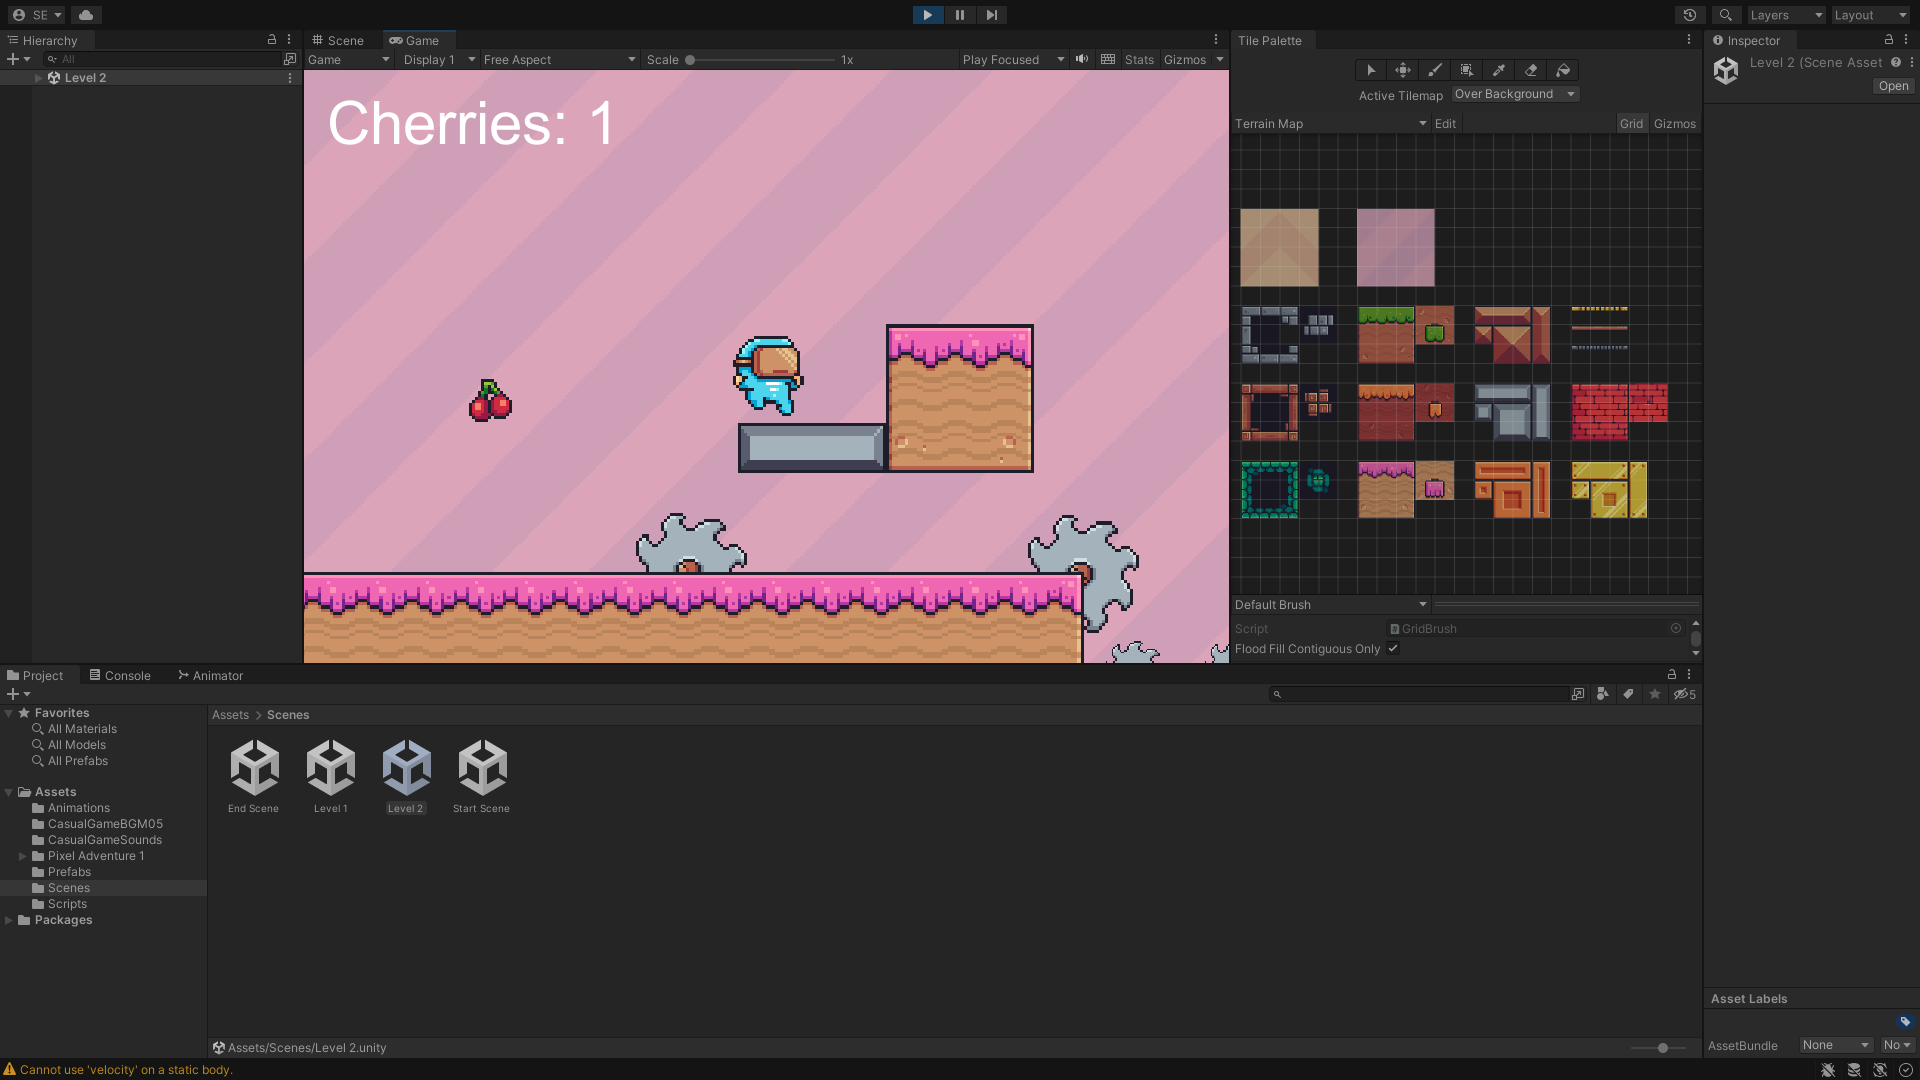 SE
Layers
Layout
Hierarchy
All
Level 2
Scene
Game
Game
Display 1
Free Aspect
Scale
1x
Play Focused
Stats
Gizmos
Cherries: 1
Tile Palette
Active Tilemap
Over Background
Terrain Map
Edit
Grid
Gizmos
Default Brush
Script
GridBrush
Flood Fill Contiguous Only
Inspector
Level 2 (Scene Asset
Open
Project
Console
Animator
5
Favorites
All Materials
All Models
All Prefabs
Assets
Animations
CasualGameBGM05
CasualGameSounds
Pixel Adventure 1
Prefabs
Scenes
Scripts
Packages
Assets > Scenes
End Scene
Level 1
Level 2
Start Scene
Assets/Scenes/Level 2.unity
Asset Labels
AssetBundle
None
No
Cannot use 'velocity' on a static body.